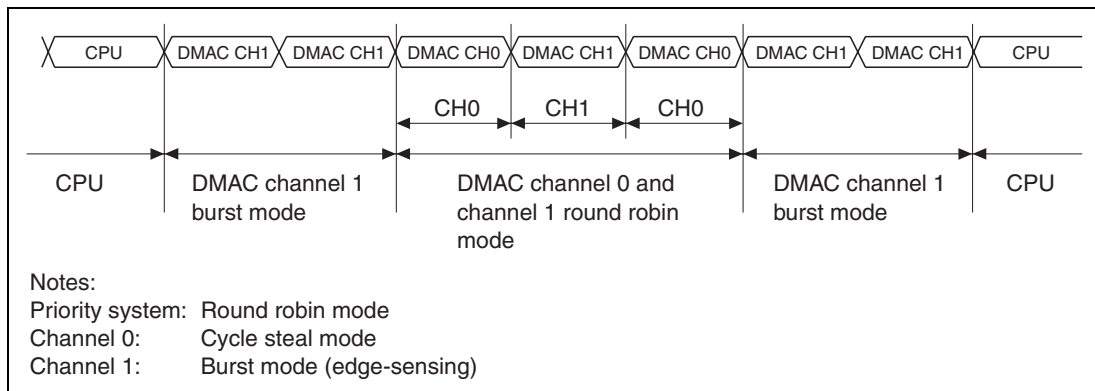 CPU DMAC CH1 DMAC CH1 DMAC CH0 DMAC CH1 DMAC CH0 DMAC CH1 DMAC CH1 CPU
CH0 CH1 CH0
CPU
DMAC channel 1
burst mode
DMAC channel 0 and
channel 1 round robin
mode
DMAC channel 1
burst mode
CPU
Notes:
Priority system: Round robin mode
Channel 0: Cycle steal mode
Channel 1: Burst mode (edge-sensing)